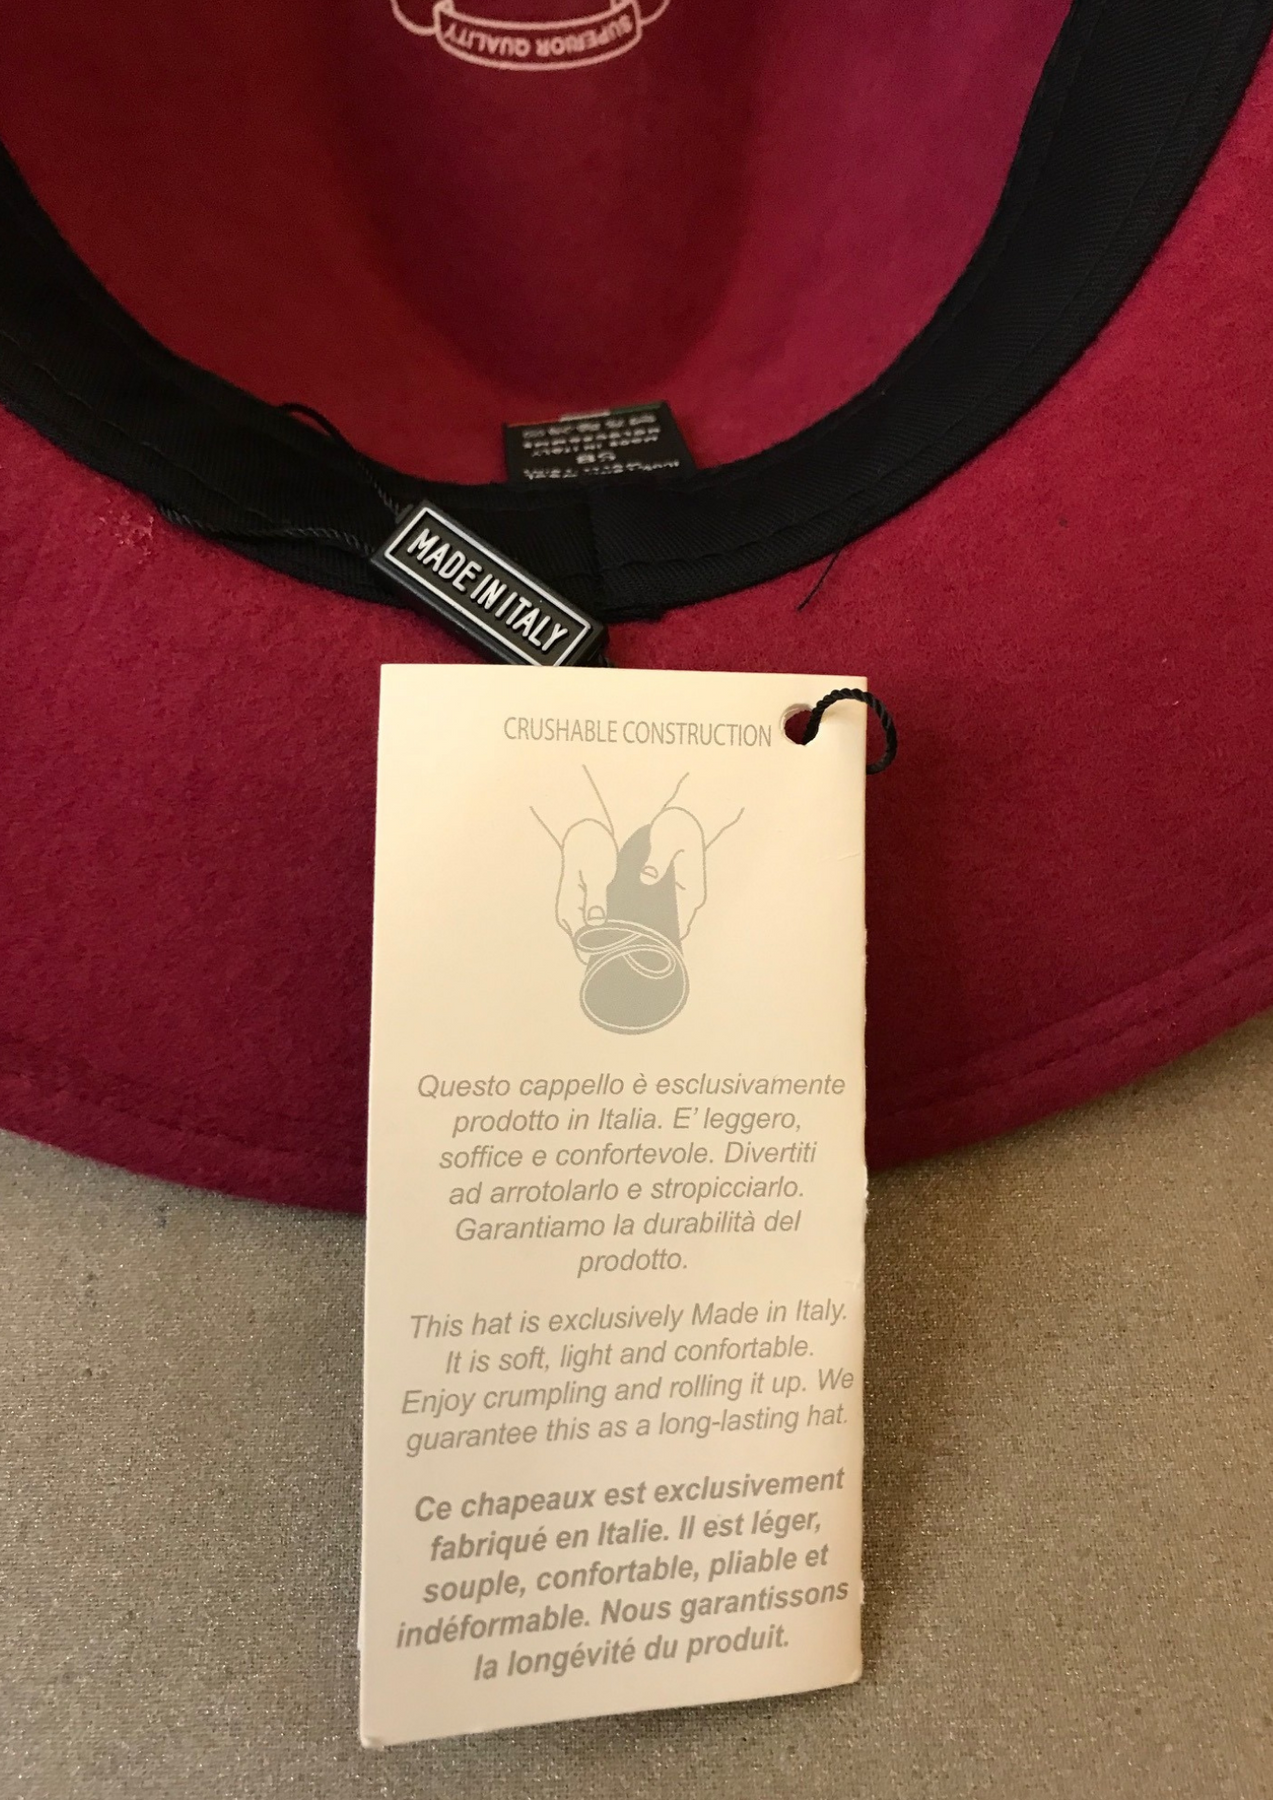 SUPERIOR QUALITY
MADE IN ITALY
CRUSHABLE CONSTRUCTION
Questo cappello è esclusivamente
prodotto in Italia. E' leggero,
soffice e confortevole. Divertiti
ad arrotolarlo e stropicciarlo.
Garantiamo la durabilità del
prodotto.
This hat is exclusively Made in Italy.
It is soft, light and confortable.
Enjoy crumpling and rolling it up. We
guarantee this as a long-lasting hat.
Ce chapeaux est exclusivement
fabriqué en Italie. Il est léger,
souple, confortable, pliable et
indéformable. Nous garantissons
la longévité du produit.